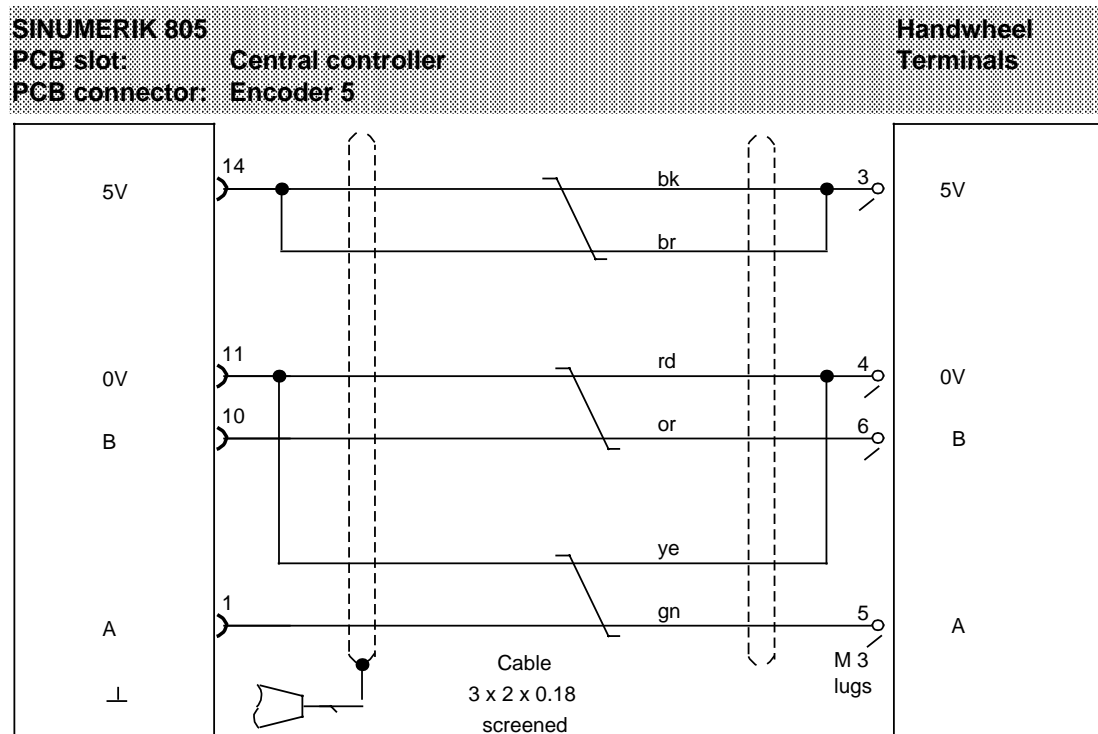 SINUMERIK 805 Handwheel
PCB slot: Central controller Terminals
PCB connector: Encoder 5
5V 14 bk 3 5V
br
0V 11 rd 4 0V
B 10 or 6 B
ye
A 1 gn 5 A
Cable M 3
3 x 2 x 0.18 lugs
screened